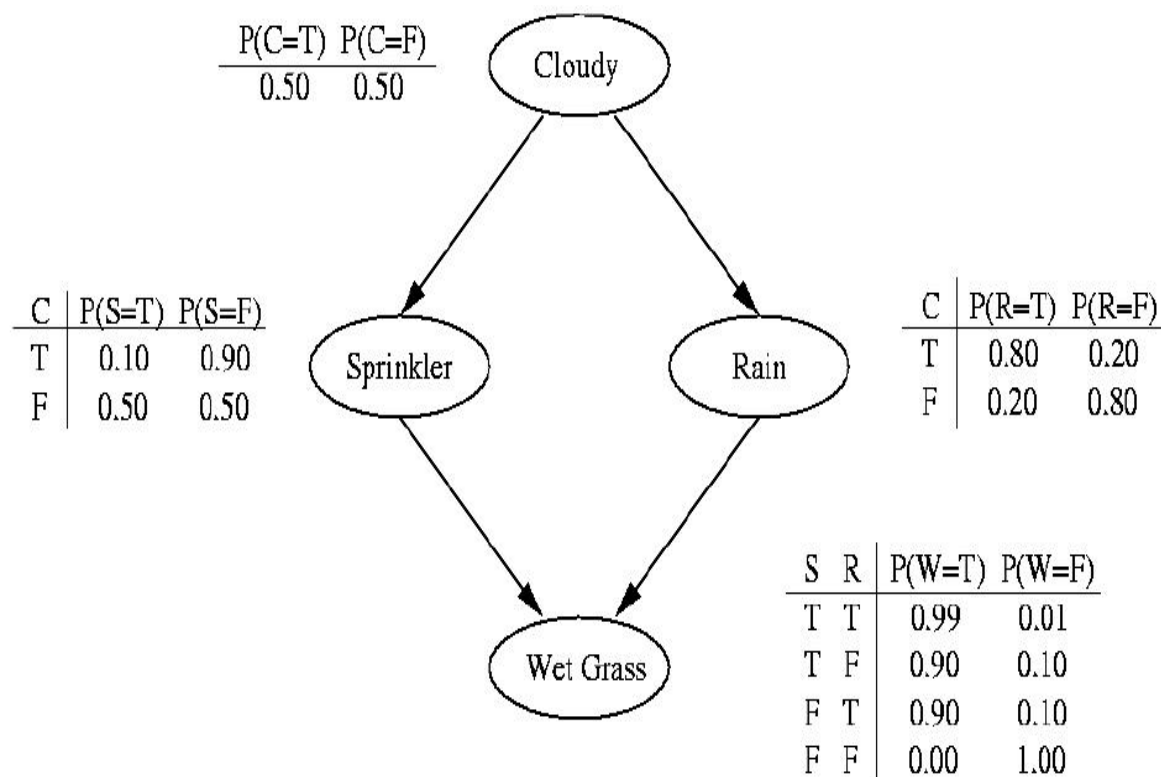 P(C=T) P(C=F)
0.50 0.50
Cloudy
C P(S=T) P(S=F)
T 0.10 0.90
F 0.50 0.50
Sprinkler
Rain
C P(R=T) P(R=F)
T 0.80 0.20
F 0.20 0.80
Wet Grass
S R P(W=T) P(W=F)
T T 0.99 0.01
T F 0.90 0.10
F T 0.90 0.10
F F 0.00 1.00